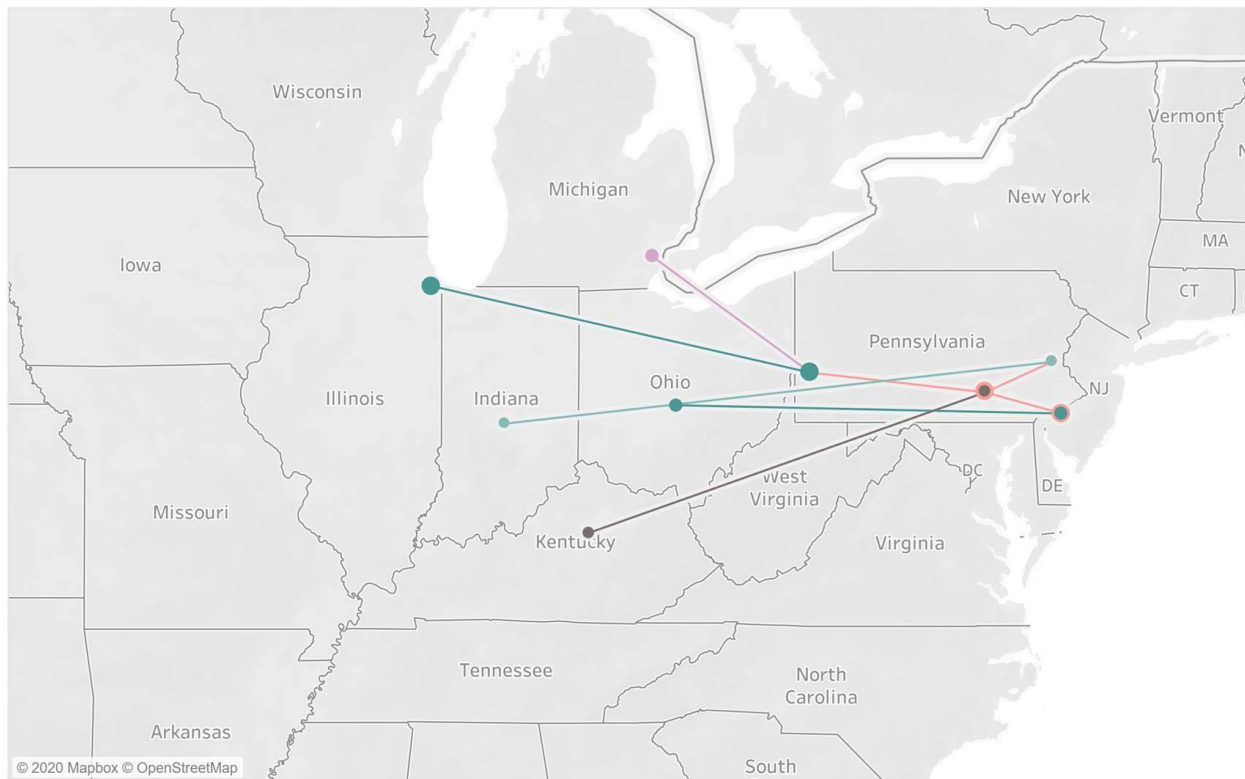 Wisconsin
Vermont
Michigan
New York
MA
Iowa
CT
Pennsylvania
Ohio
NJ
Illinois
Indiana
DC
West
Virginia
DE
Missouri
Kentucky
Virginia
Tennessee
North
Carolina
Arkansas
South
© 2020 Mapbox © OpenStreetMap